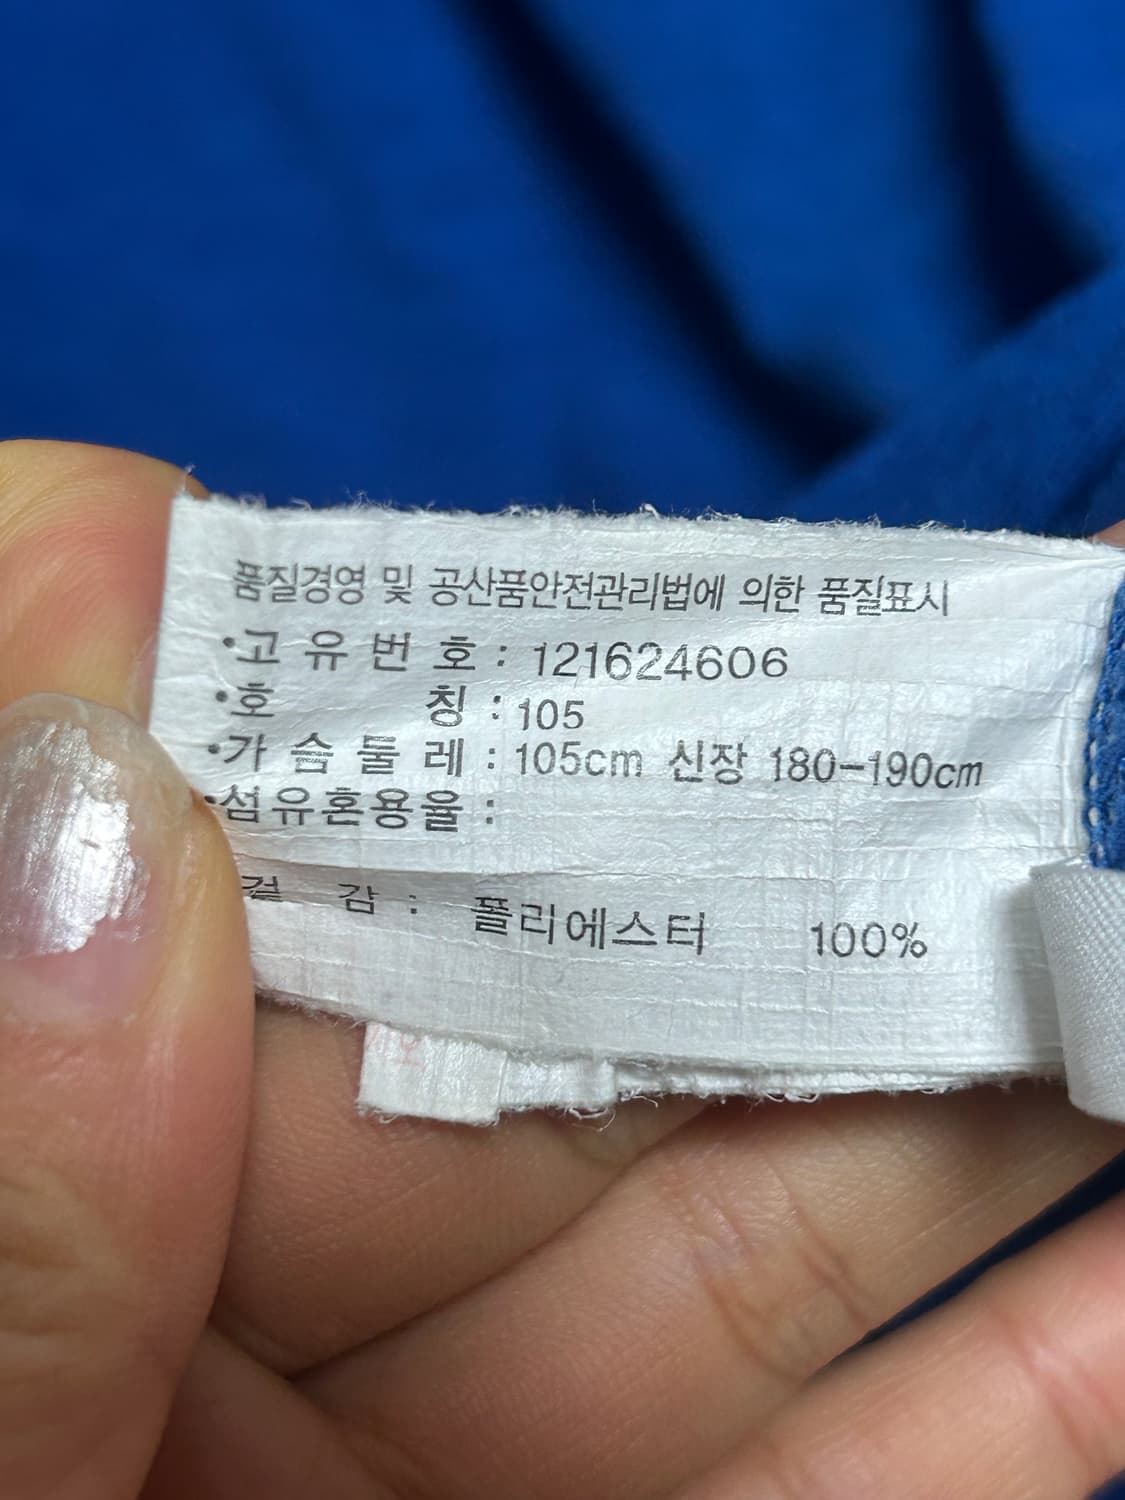 품질경영 및 공산품안전관리법에 의한 품질표시
·고 유 번 호 : 121624606
·호 칭 : 105
·가 슴 둘 레 : 105cm 신장 180-190cm
·섬유혼용율 :
겉 감 : 폴리에스터 100%